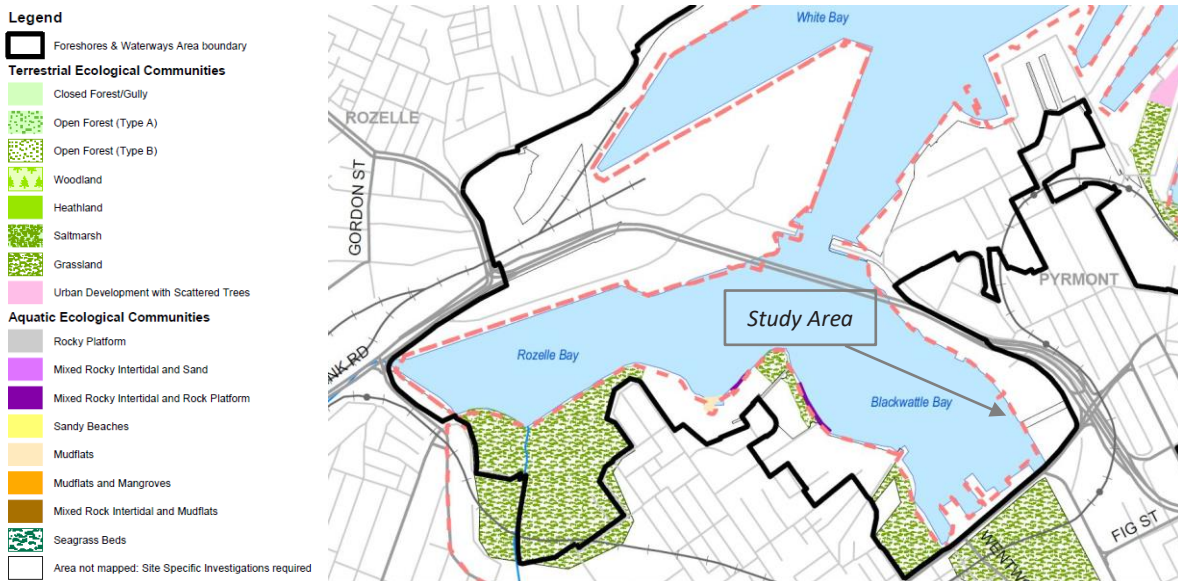 Legend
Foreshores & Waterways Area boundary
Terrestrial Ecological Communities
Closed Forest/Gully
Open Forest (Type A)
Open Forest (Type B)
Woodland
Heathland
Saltmarsh
Grassland
Urban Development with Scattered Trees
Aquatic Ecological Communities
Rocky Platform
Mixed Rocky Intertidal and Sand
Mixed Rocky Intertidal and Rock Platform
Sandy Beaches
Mudflats
Mudflats and Mangroves
Mixed Rock Intertidal and Mudflats
Seagrass Beds
Area not mapped: Site Specific Investigations required
White Bay
ROZELLE
GORDON ST
PYRMONT
Study Area
Rozelle Bay
NK RD
Blackwattle Bay
FIG ST
WENTW